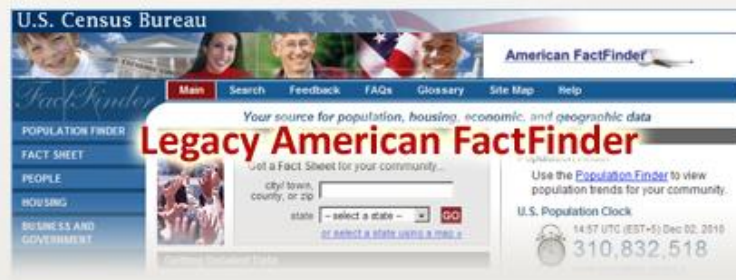 U.S. Census Bureau
American FactFinder
FactFinder
Main Search Feedback FAQs Glossary Site Map Help
Your source for population, housing, economic, and geographic data
POPULATION FINDER
FACT SHEET
PEOPLE
HOUSING
BUSINESS AND
GOVERNMENT
Legacy American FactFinder
Get a Fact Sheet for your community...
city/ town,
county, or zip
state -- select a state -- GO
or select a state using a map »
Use the Population Finder to view
population trends for your community.
U.S. Population Clock
14:57 UTC (EST+5) Dec 02, 2010
310,832,518